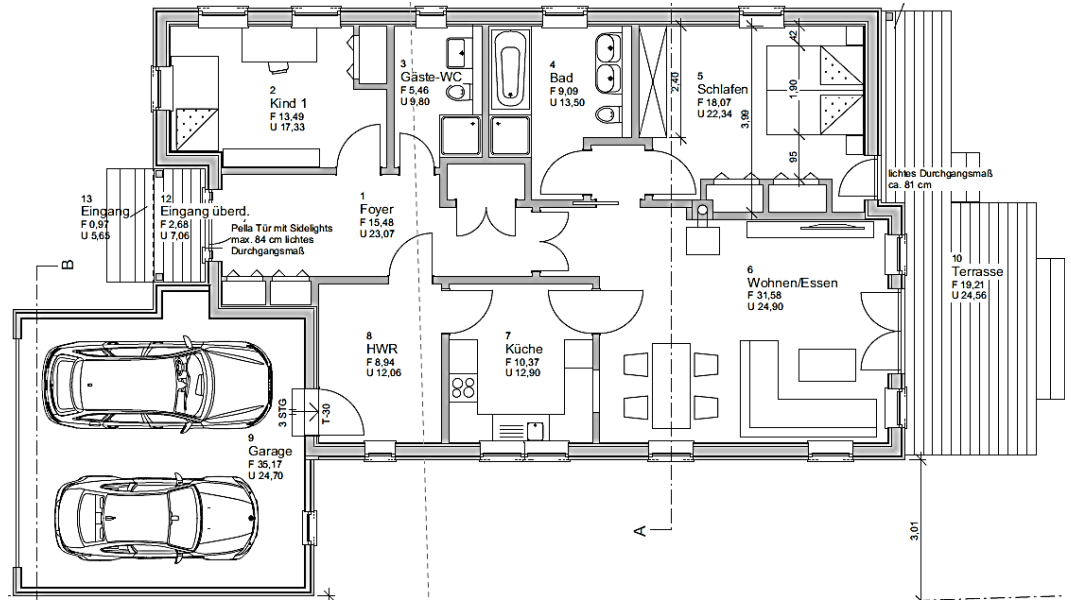 2
Kind 1
F 13,49
U 17,33
3
Gäste-WC
F 5,46
U 9,80
4
Bad
F 9,09
U 13,50
2,40
5
Schlafen
F 18,07
U 22,34
3,99
42
1,90
95
lichtes Durchgangsmaß
ca. 81 cm
13
Eingang
F 0,97
U 5,65
12
Eingang überd.
F 2,68
U 7,06
Pella Tür mit Sidelights
max. 84 cm lichtes
Durchgangsmaß
1
Foyer
F 15,48
U 23,07
6
Wohnen/Essen
F 31,58
U 24,90
10
Terrasse
F 19,21
U 24,56
B
8
HWR
F 8,94
U 12,06
7
Küche
F 10,37
U 12,90
3 STG
T-30
9
Garage
F 35,17
U 24,70
A
3,01